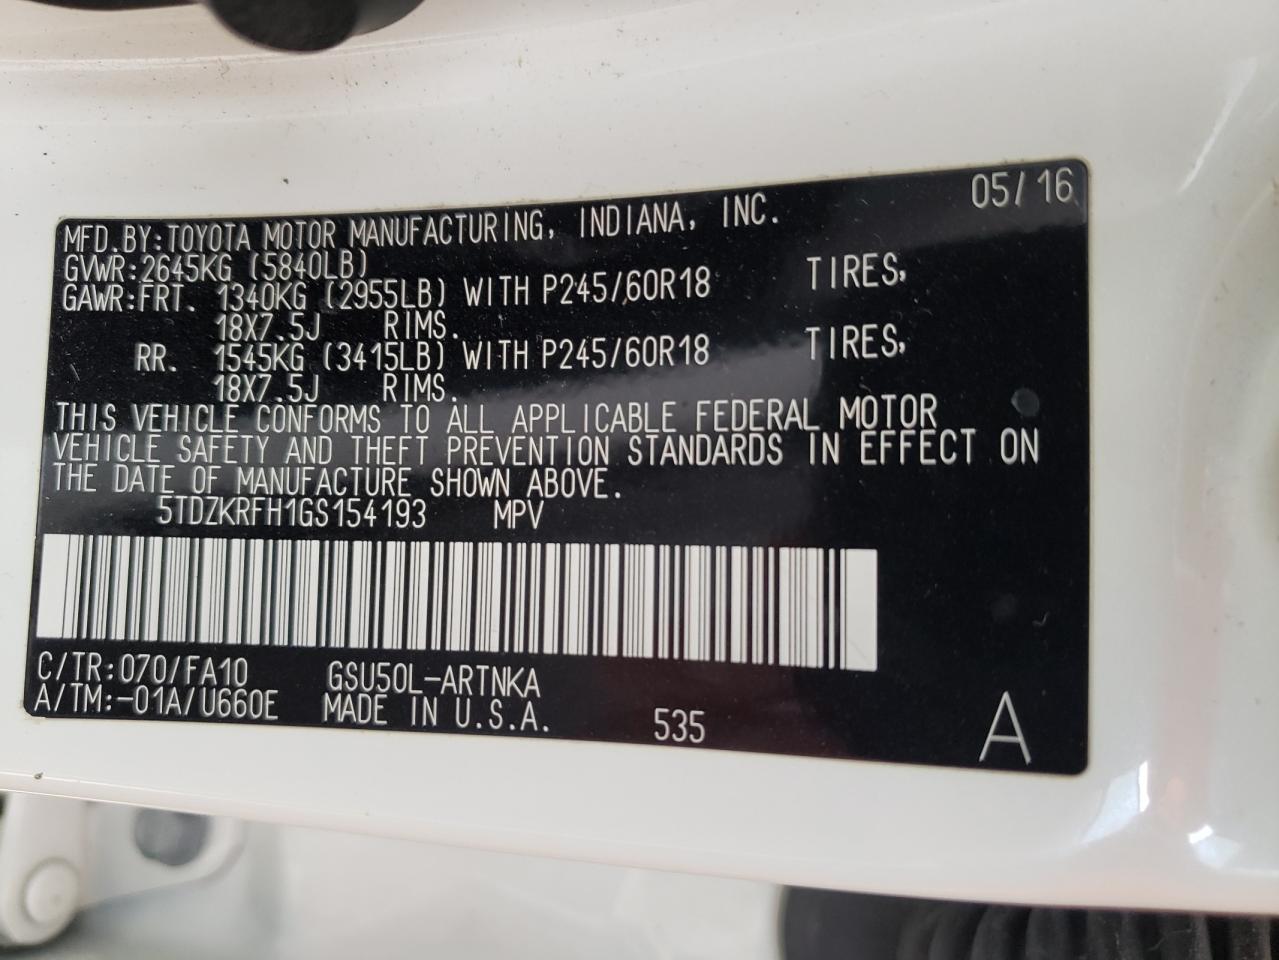 05/16
MFD.BY:TOYOTA MOTOR MANUFACTURING, INDIANA, INC.
GVWR:2645KG (5840LB)
GAWR:FRT. 1340KG (2955LB) WITH P245/60R18 TIRES,
18X7.5J RIMS.
RR. 1545KG (3415LB) WITH P245/60R18 TIRES,
18X7.5J RIMS.
THIS VEHICLE CONFORMS TO ALL APPLICABLE FEDERAL MOTOR
VEHICLE SAFETY AND THEFT PREVENTION STANDARDS IN EFFECT ON
THE DATE OF MANUFACTURE SHOWN ABOVE.
5TDZKRFH1GS154193 MPV
C/TR:070/FA10 GSU50L-ARTNKA
A/TM:-01A/U660E MADE IN U.S.A. 535 A